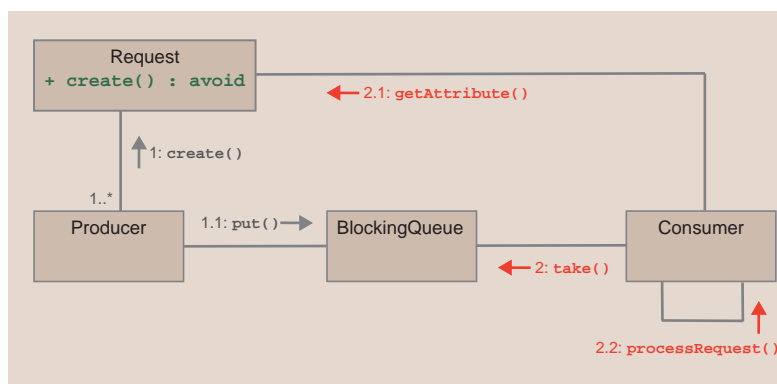 Request
+ create() : avoid
2.1: getAttribute()
1: create()
1..*
1.1: put()
Producer
BlockingQueue
Consumer
2: take()
2.2: processRequest()